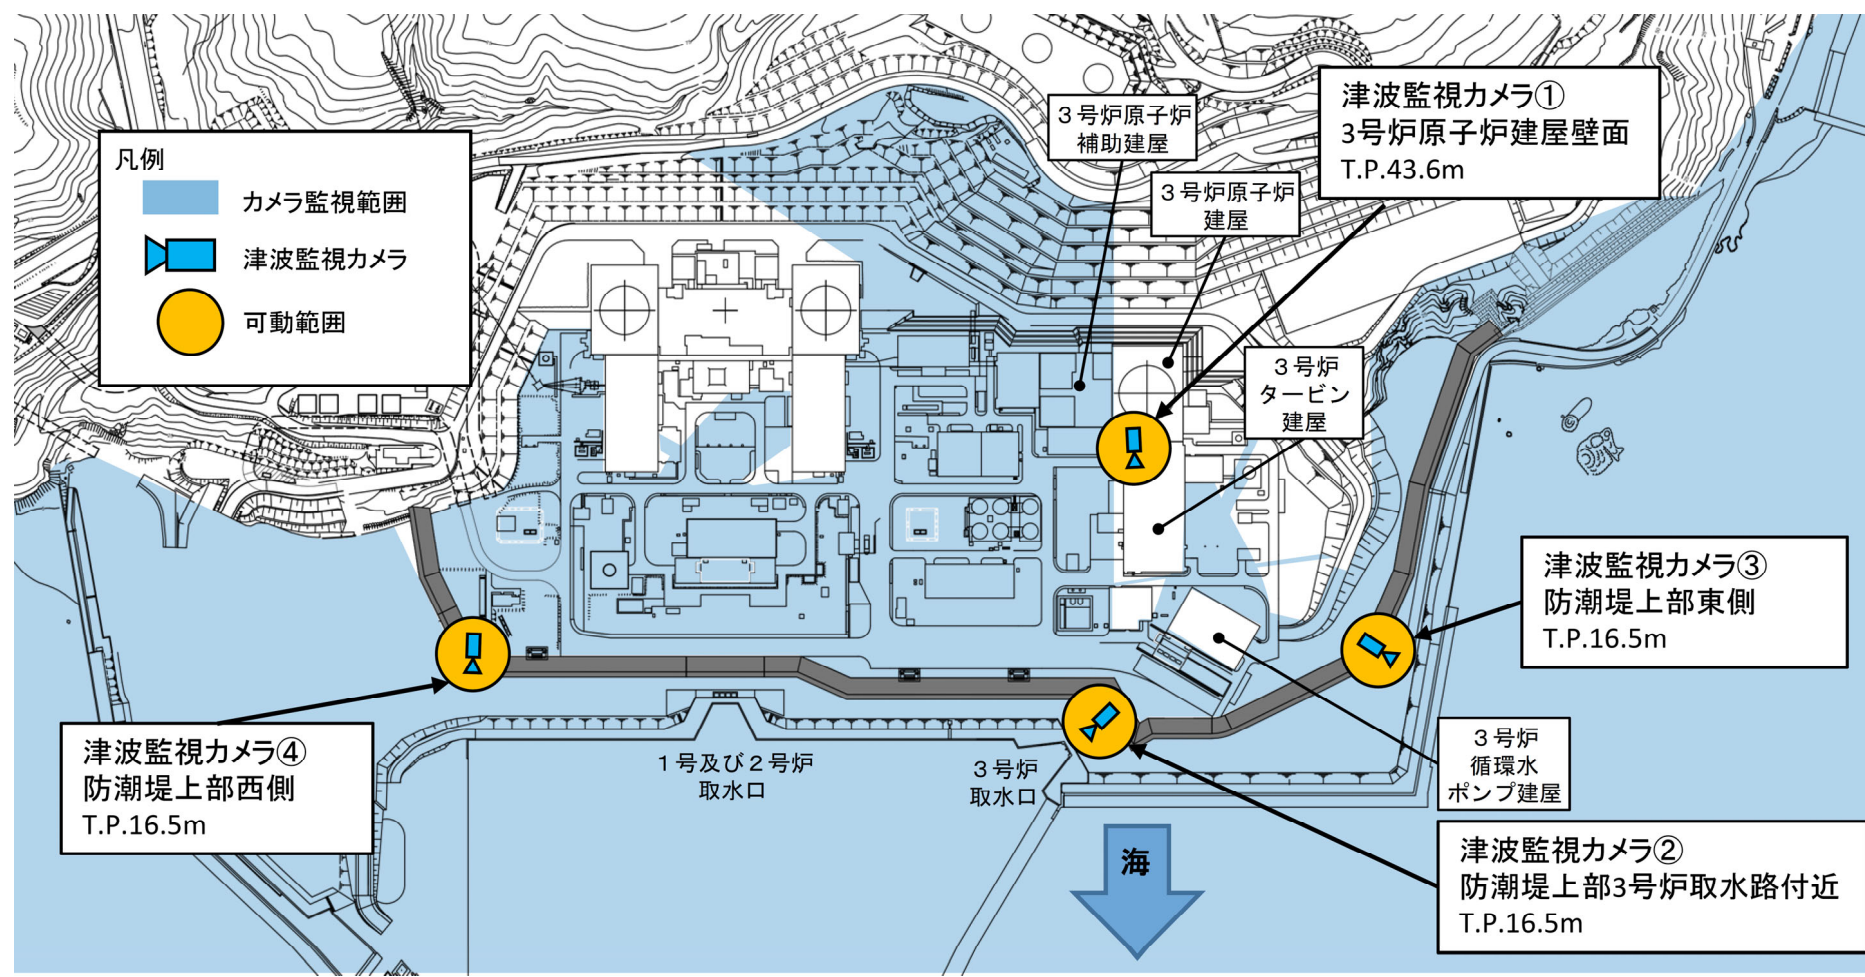 凡例
カメラ監視範囲
津波監視カメラ
可動範囲
3号炉原子炉
補助建屋
3号炉原子炉
建屋
津波監視カメラ①
3号炉原子炉建屋壁面
T.P.43.6m
3号炉
タービン
建屋
津波監視カメラ③
防潮堤上部東側
T.P.16.5m
津波監視カメラ④
防潮堤上部西側
T.P.16.5m
1号及び2号炉
取水口
3号炉
取水口
3号炉
循環水
ポンプ建屋
海
津波監視カメラ②
防潮堤上部3号炉取水路付近
T.P.16.5m